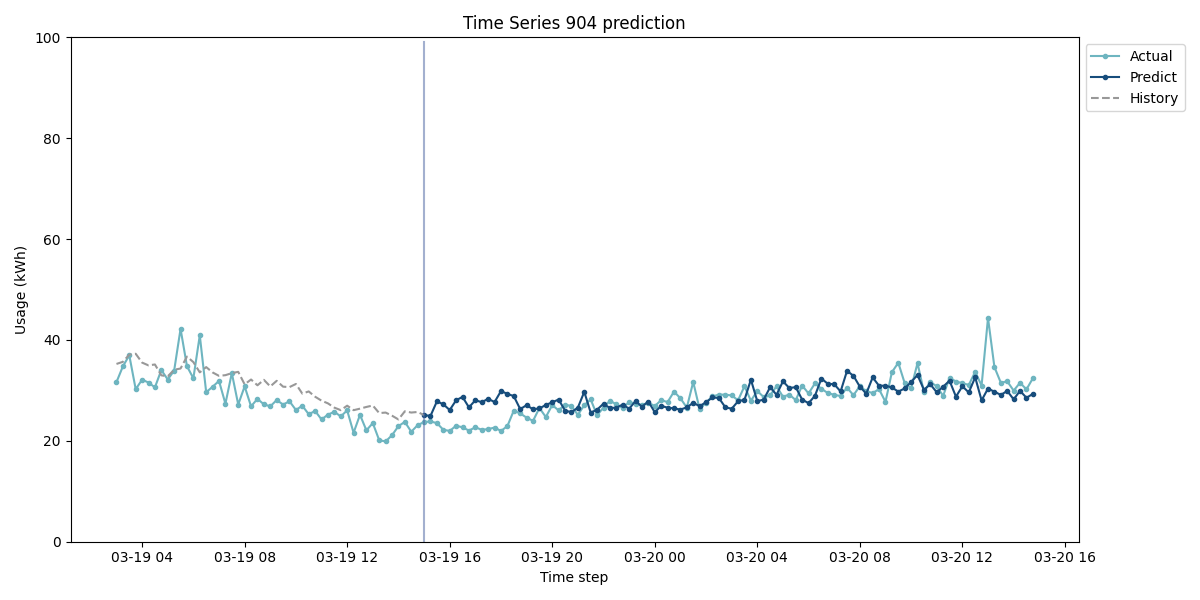 Time Series 904 prediction
100
80
60
40
20
0
Usage (kWh)
03-19 04
03-19 08
03-19 12
03-19 16
03-19 20
03-20 00
03-20 04
03-20 08
03-20 12
03-20 16
Time step
Actual
Predict
History